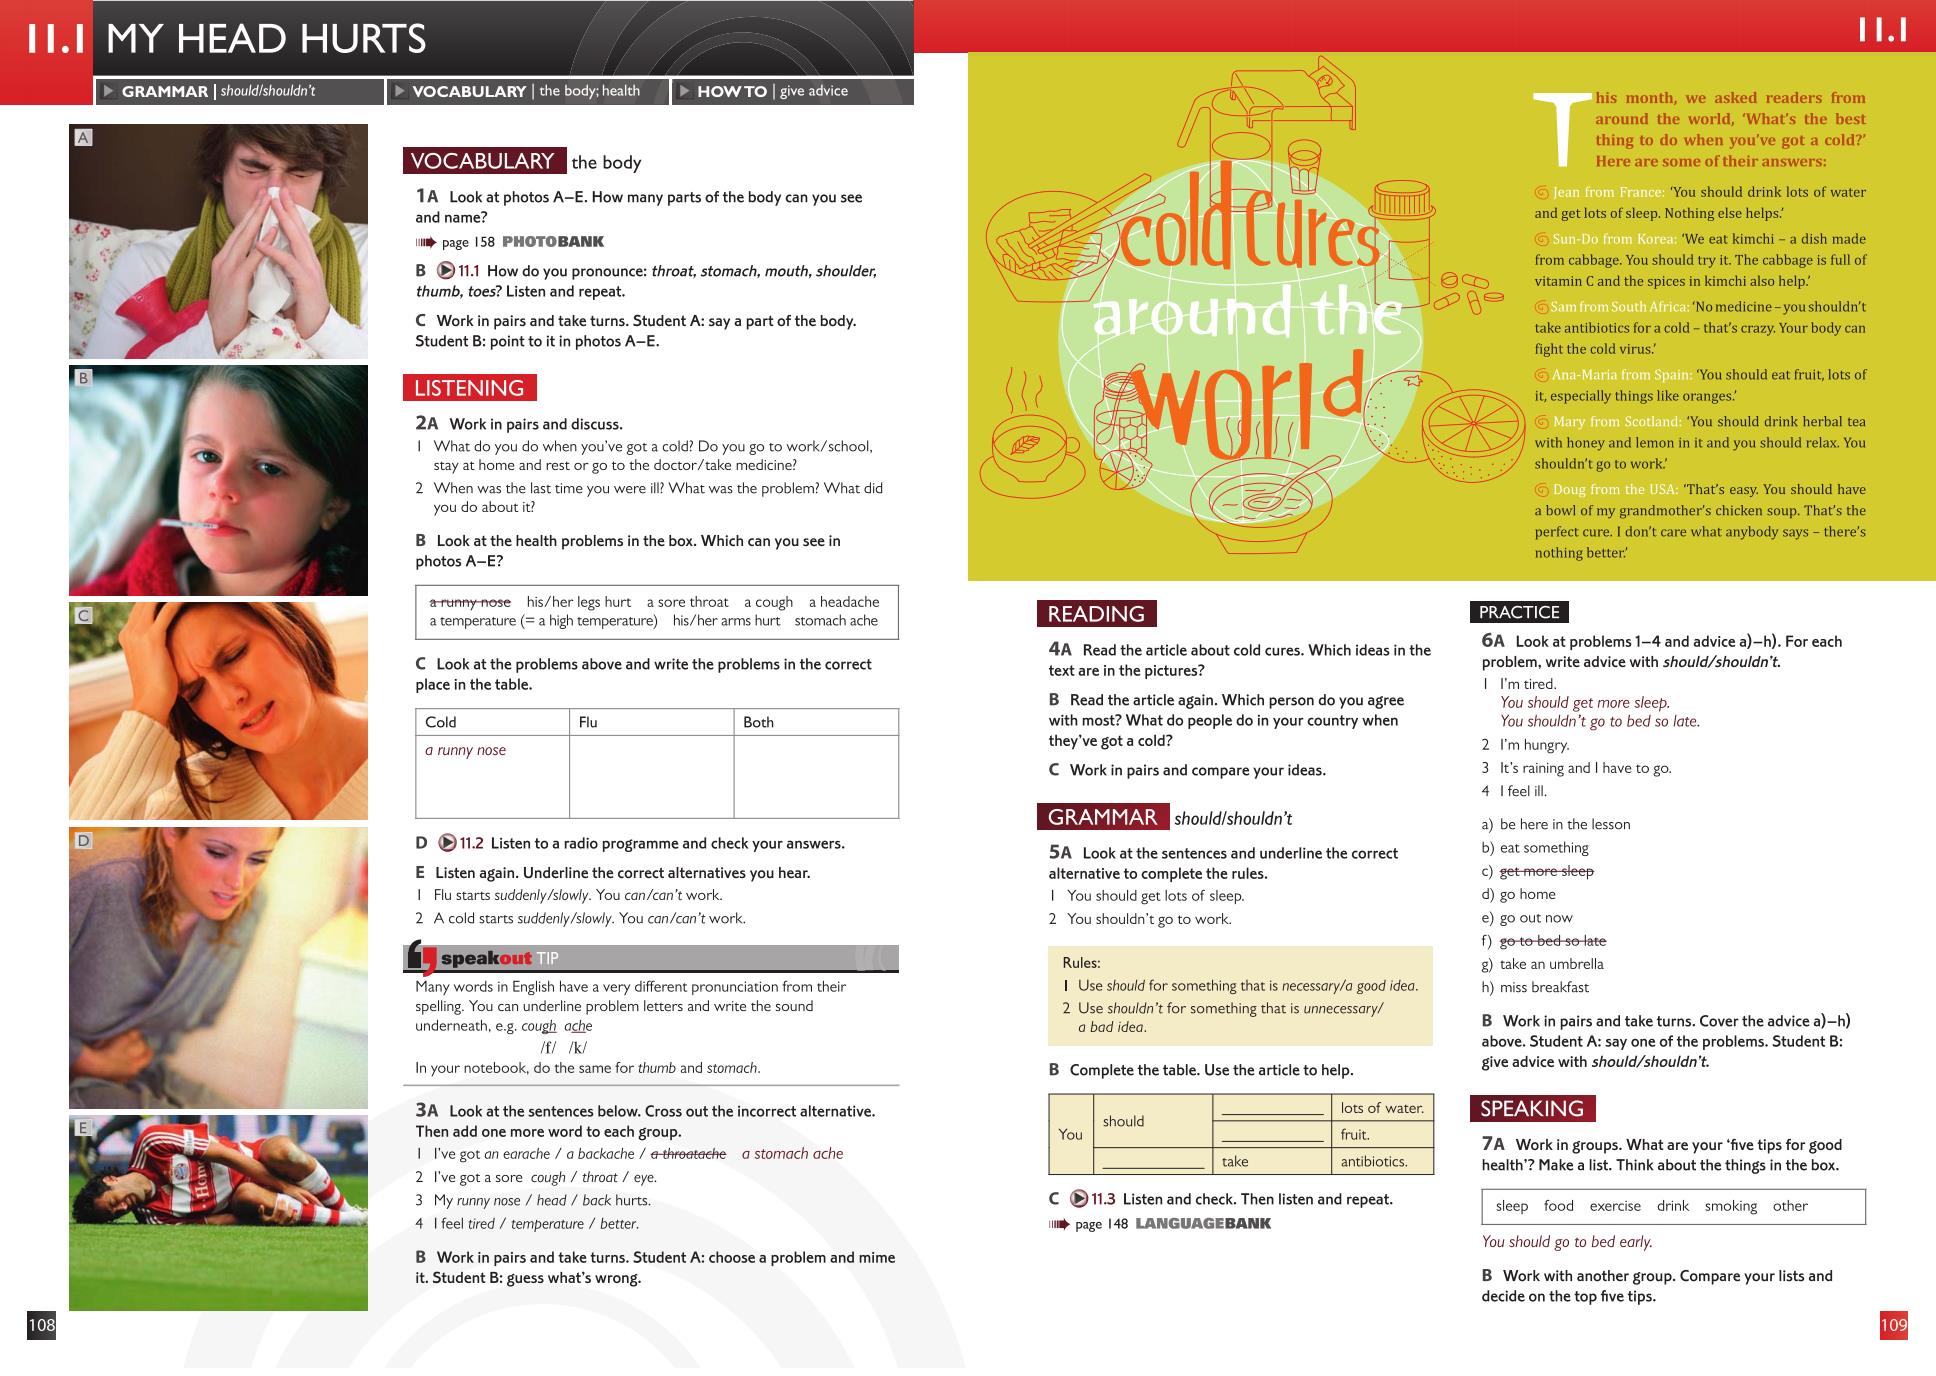 11.1 MY HEAD HURTS
GRAMMAR | should/shouldn't
VOCABULARY | the body; health
HOW TO | give advice
A
B
C
D
E
VOCABULARY the body
1A Look at photos A–E. How many parts of the body can you see
and name?
page 158 PHOTOBANK
B 11.1 How do you pronounce: throat, stomach, mouth, shoulder,
thumb, toes? Listen and repeat.
C Work in pairs and take turns. Student A: say a part of the body.
Student B: point to it in photos A–E.
LISTENING
2A Work in pairs and discuss.
1 What do you do when you've got a cold? Do you go to work/school,
stay at home and rest or go to the doctor/take medicine?
2 When was the last time you were ill? What was the problem? What did
you do about it?
B Look at the health problems in the box. Which can you see in
photos A–E?
a runny nose his/her legs hurt a sore throat a cough a headache
a temperature (= a high temperature) his/her arms hurt stomach ache
C Look at the problems above and write the problems in the correct
place in the table.
Cold Flu Both
a runny nose
D 11.2 Listen to a radio programme and check your answers.
E Listen again. Underline the correct alternatives you hear.
1 Flu starts suddenly/slowly. You can/can't work.
2 A cold starts suddenly/slowly. You can/can't work.
speakout TIP
Many words in English have a very different pronunciation from their
spelling. You can underline problem letters and write the sound
underneath, e.g. cough ache
/f/ /k/
In your notebook, do the same for thumb and stomach.
3A Look at the sentences below. Cross out the incorrect alternative.
Then add one more word to each group.
1 I've got an earache / a backache / a throatache a stomach ache
2 I've got a sore cough / throat / eye.
3 My runny nose / head / back hurts.
4 I feel tired / temperature / better.
B Work in pairs and take turns. Student A: choose a problem and mime
it. Student B: guess what's wrong.
108
11.1
cold cures
around the
world
This month, we asked readers from
around the world, 'What's the best
thing to do when you've got a cold?'
Here are some of their answers:
Jean from France: 'You should drink lots of water
and get lots of sleep. Nothing else helps.'
Sun-Do from Korea: 'We eat kimchi – a dish made
from cabbage. You should try it. The cabbage is full of
vitamin C and the spices in kimchi also help.'
Sam from South Africa: 'No medicine – you shouldn't
take antibiotics for a cold – that's crazy. Your body can
fight the cold virus.'
Ana-Maria from Spain: 'You should eat fruit, lots of
it, especially things like oranges.'
Mary from Scotland: 'You should drink herbal tea
with honey and lemon in it and you should relax. You
shouldn't go to work.'
Doug from the USA: 'That's easy. You should have
a bowl of my grandmother's chicken soup. That's the
perfect cure. I don't care what anybody says – there's
nothing better.'
READING
4A Read the article about cold cures. Which ideas in the
text are in the pictures?
B Read the article again. Which person do you agree
with most? What do people do in your country when
they've got a cold?
C Work in pairs and compare your ideas.
GRAMMAR should/shouldn't
5A Look at the sentences and underline the correct
alternative to complete the rules.
1 You should get lots of sleep.
2 You shouldn't go to work.
Rules:
1 Use should for something that is necessary/a good idea.
2 Use shouldn't for something that is unnecessary/
a bad idea.
B Complete the table. Use the article to help.
You should ____________ lots of water.
____________ fruit.
____________ take antibiotics.
C 11.3 Listen and check. Then listen and repeat.
page 148 LANGUAGEBANK
PRACTICE
6A Look at problems 1–4 and advice a)–h). For each
problem, write advice with should/shouldn't.
1 I'm tired.
You should get more sleep.
You shouldn't go to bed so late.
2 I'm hungry.
3 It's raining and I have to go.
4 I feel ill.
a) be here in the lesson
b) eat something
c) get more sleep
d) go home
e) go out now
f) go to bed so late
g) take an umbrella
h) miss breakfast
B Work in pairs and take turns. Cover the advice a)–h)
above. Student A: say one of the problems. Student B:
give advice with should/shouldn't.
SPEAKING
7A Work in groups. What are your 'five tips for good
health'? Make a list. Think about the things in the box.
sleep food exercise drink smoking other
You should go to bed early.
B Work with another group. Compare your lists and
decide on the top five tips.
109